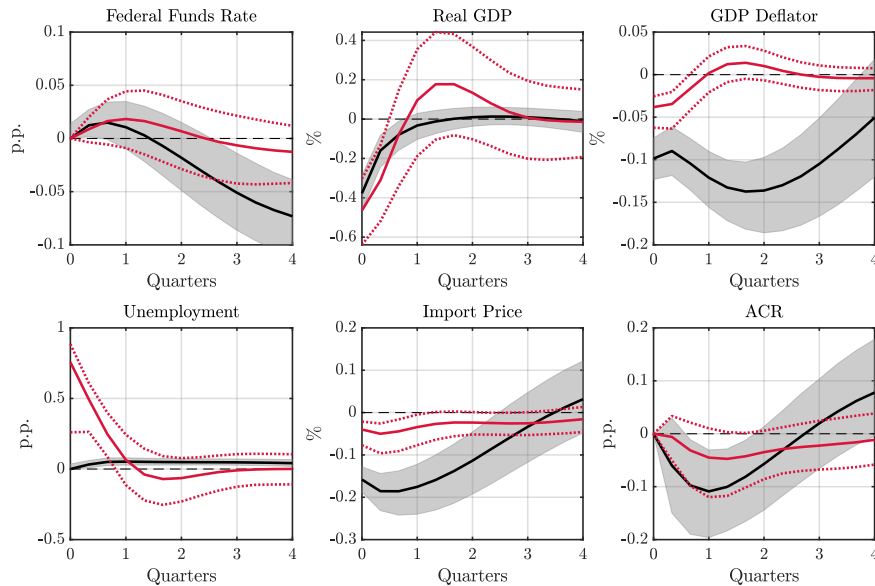 Federal Funds Rate
0.1
0.05
0
-0.05
-0.1
p.p.
0 1 2 3 4
Quarters
Real GDP
0.4
0.2
0
-0.2
-0.4
-0.6
%
0 1 2 3 4
Quarters
GDP Deflator
0.05
0
-0.05
-0.1
-0.15
-0.2
%
0 1 2 3 4
Quarters
Unemployment
1
0.5
0
-0.5
p.p.
0 1 2 3 4
Quarters
Import Price
0.2
0.1
0
-0.1
-0.2
-0.3
%
0 1 2 3 4
Quarters
ACR
0.2
0.1
0
-0.1
-0.2
p.p.
0 1 2 3 4
Quarters